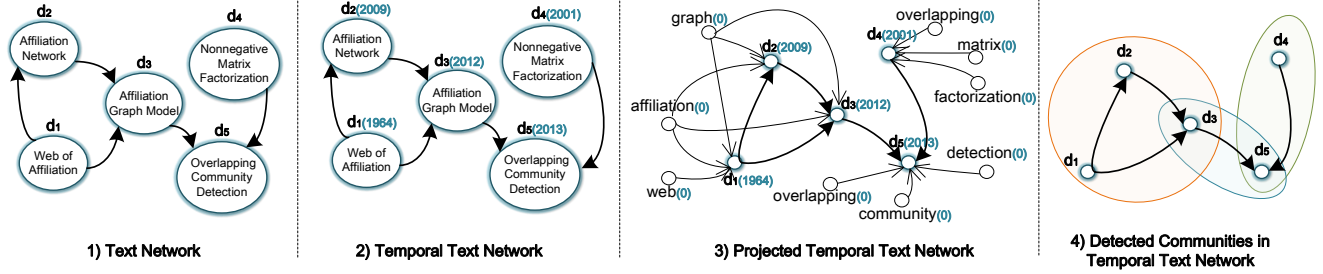 d2
Affiliation
Network
d4
Nonnegative
Matrix
Factorization
d3
Affiliation
Graph Model
d1
Web of
Affiliation
d5
Overlapping
Community
Detection
1) Text Network
d2(2009)
Affiliation
Network
d4(2001)
Nonnegative
Matrix
Factorization
d3(2012)
Affiliation
Graph Model
d1(1964)
Web of
Affiliation
d5(2013)
Overlapping
Community
Detection
2) Temporal Text Network
graph(0)
overlapping(0)
d2(2009)
d4(2001)
matrix(0)
factorization(0)
affiliation(0)
d3(2012)
d5(2013)
detection(0)
d1(1964)
web(0)
overlapping(0)
community(0)
3) Projected Temporal Text Network
d4
d2
d3
d1
d5
4) Detected Communities in
Temporal Text Network